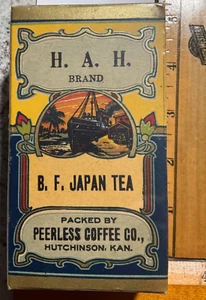 H. A. H.
BRAND
B. F. JAPAN TEA
PACKED BY
PEERLESS COFFEE CO.,
HUTCHINSON, KAN.